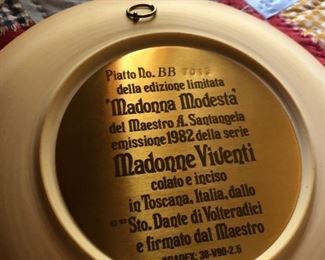 Piatto No. BB
della edizione limitata
"Madonna Modesta"
del Maestro A. Santangela
emissione 1982 della serie
Madonne Viventi
colato e inciso
in Toscana, Italia, dallo
Sto. Dante di Volteradici
e firmato dal Maestro
BRADEX: 38-V90-2.5